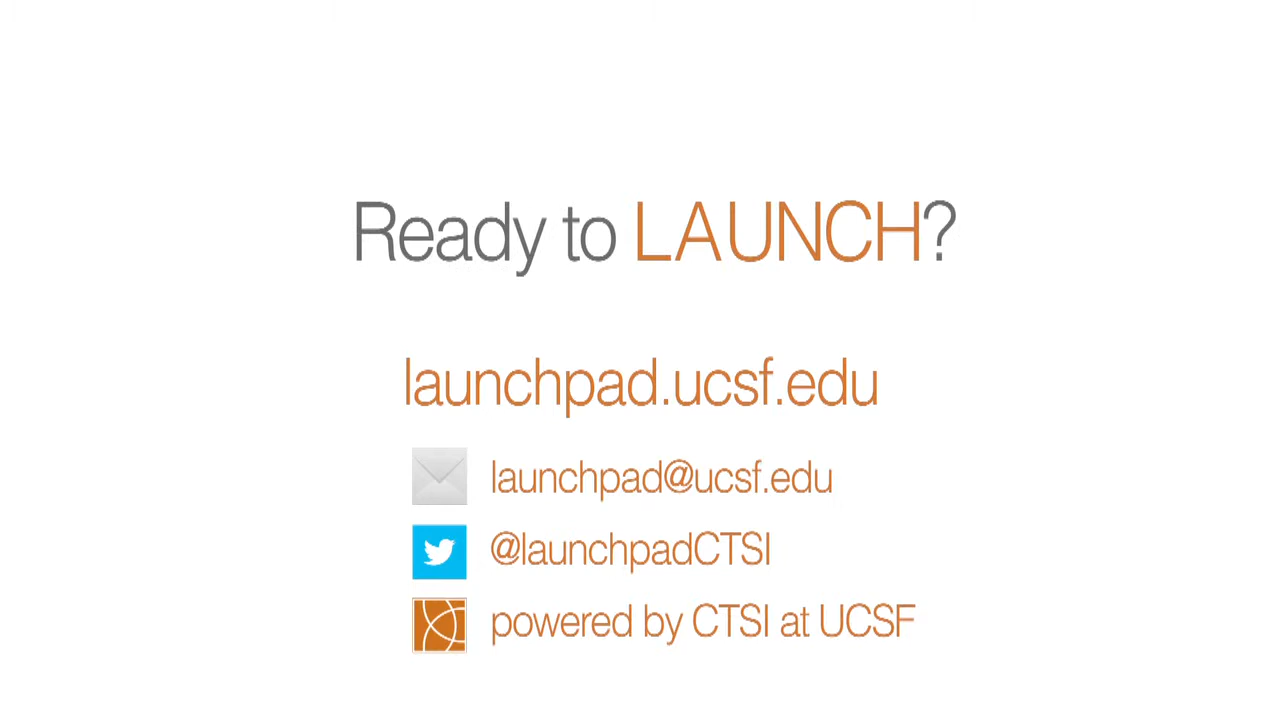 Ready to LAUNCH?
launchpad.ucsf.edu
launchpad@ucsf.edu
@launchpadCTSI
powered by CTSI at UCSF